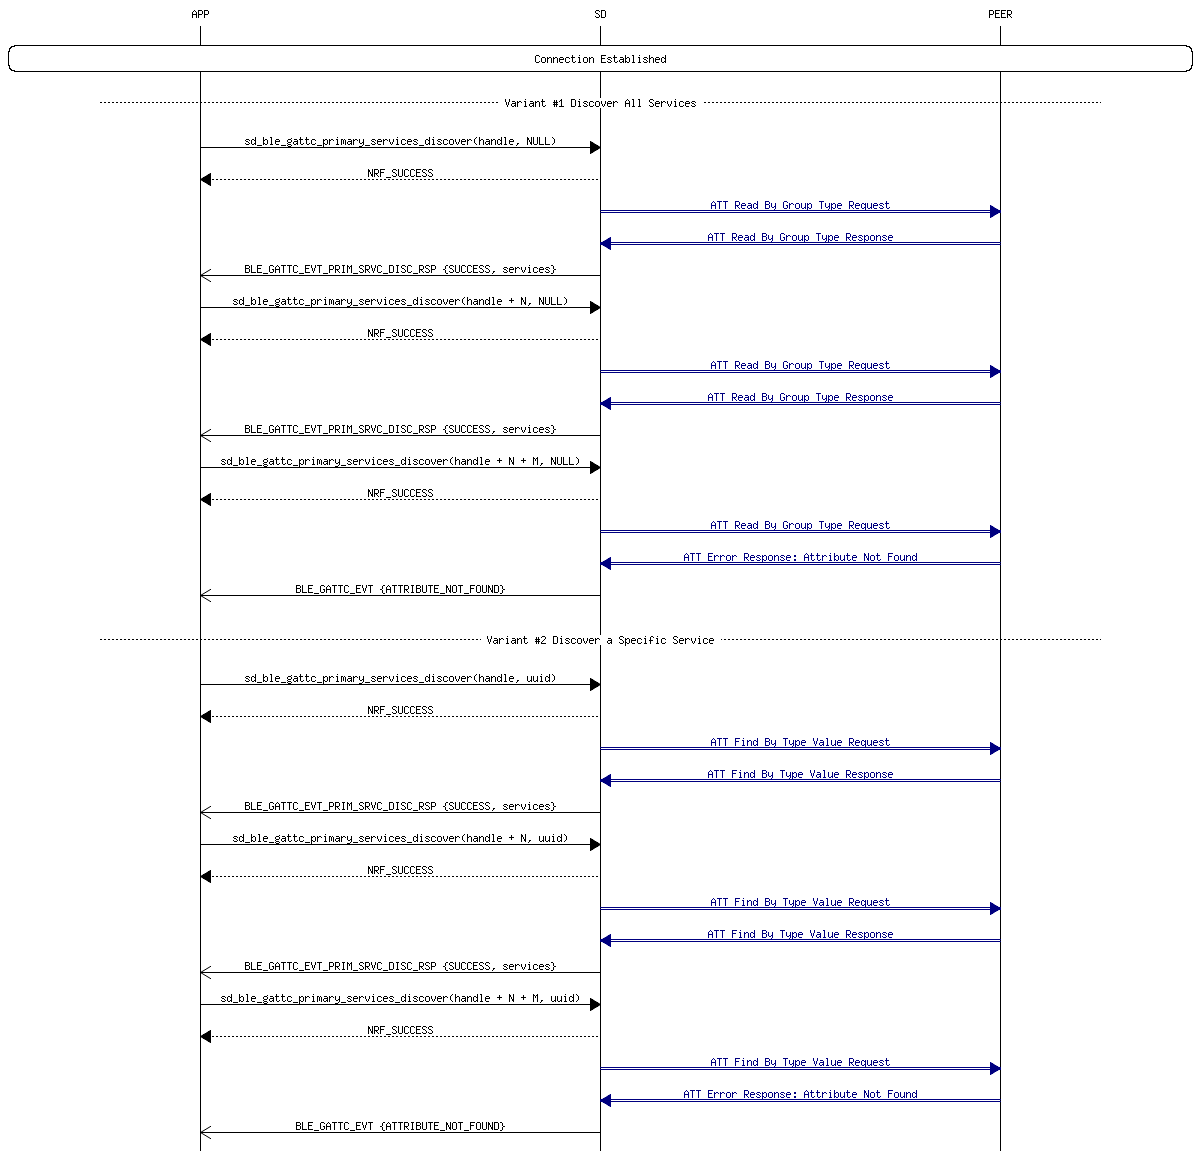 APP SD PEER
Connection Established
Variant #1 Discover All Services
sd_ble_gattc_primary_services_discover(handle, NULL)
NRF_SUCCESS
ATT Read By Group Type Request
ATT Read By Group Type Response
BLE_GATTC_EVT_PRIM_SRVC_DISC_RSP {SUCCESS, services}
sd_ble_gattc_primary_services_discover(handle + N, NULL)
NRF_SUCCESS
ATT Read By Group Type Request
ATT Read By Group Type Response
BLE_GATTC_EVT_PRIM_SRVC_DISC_RSP {SUCCESS, services}
sd_ble_gattc_primary_services_discover(handle + N + M, NULL)
NRF_SUCCESS
ATT Read By Group Type Request
ATT Error Response: Attribute Not Found
BLE_GATTC_EVT {ATTRIBUTE_NOT_FOUND}
Variant #2 Discover a Specific Service
sd_ble_gattc_primary_services_discover(handle, uuid)
NRF_SUCCESS
ATT Find By Type Value Request
ATT Find By Type Value Response
BLE_GATTC_EVT_PRIM_SRVC_DISC_RSP {SUCCESS, services}
sd_ble_gattc_primary_services_discover(handle + N, uuid)
NRF_SUCCESS
ATT Find By Type Value Request
ATT Find By Type Value Response
BLE_GATTC_EVT_PRIM_SRVC_DISC_RSP {SUCCESS, services}
sd_ble_gattc_primary_services_discover(handle + N + M, uuid)
NRF_SUCCESS
ATT Find By Type Value Request
ATT Error Response: Attribute Not Found
BLE_GATTC_EVT {ATTRIBUTE_NOT_FOUND}